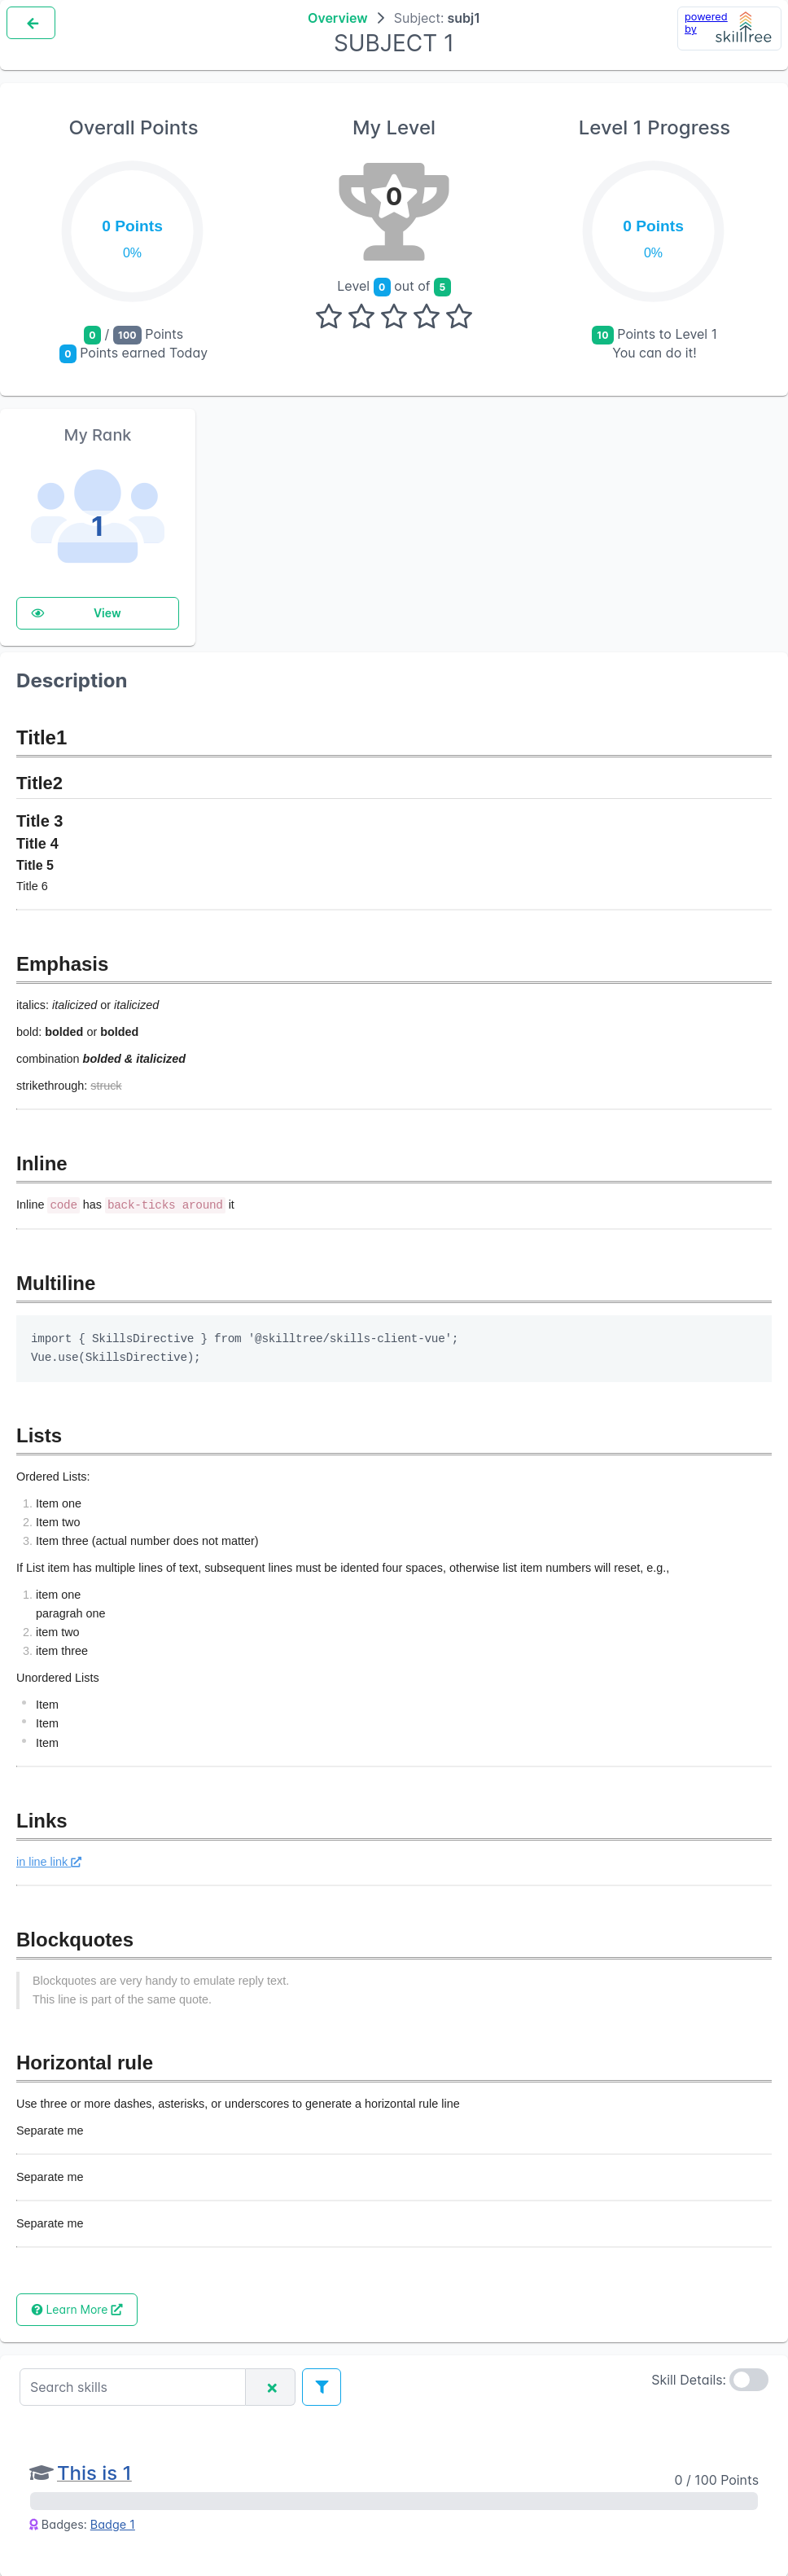 Overview > Subject: subj1
SUBJECT 1
powered
by
skilltree
Overall Points
0 Points
0%
0 / 100 Points
0 Points earned Today
My Level
0
Level 0 out of 5
Level 1 Progress
0 Points
0%
10 Points to Level 1
You can do it!
My Rank
1
View
Description
Title1
Title2
Title 3
Title 4
Title 5
Title 6
Emphasis
italics: italicized or italicized
bold: bolded or bolded
combination bolded & italicized
strikethrough: struck
Inline
Inline code has back-ticks around it
Multiline
import { SkillsDirective } from '@skilltree/skills-client-vue';
Vue.use(SkillsDirective);
Lists
Ordered Lists:
1. Item one
2. Item two
3. Item three (actual number does not matter)
If List item has multiple lines of text, subsequent lines must be idented four spaces, otherwise list item numbers will reset, e.g.,
1. item one
paragrah one
2. item two
3. item three
Unordered Lists
• Item
• Item
• Item
Links
in line link
Blockquotes
Blockquotes are very handy to emulate reply text.
This line is part of the same quote.
Horizontal rule
Use three or more dashes, asterisks, or underscores to generate a horizontal rule line
Separate me
Separate me
Separate me
Learn More
Search skills
Skill Details:
This is 1
0 / 100 Points
Badges: Badge 1